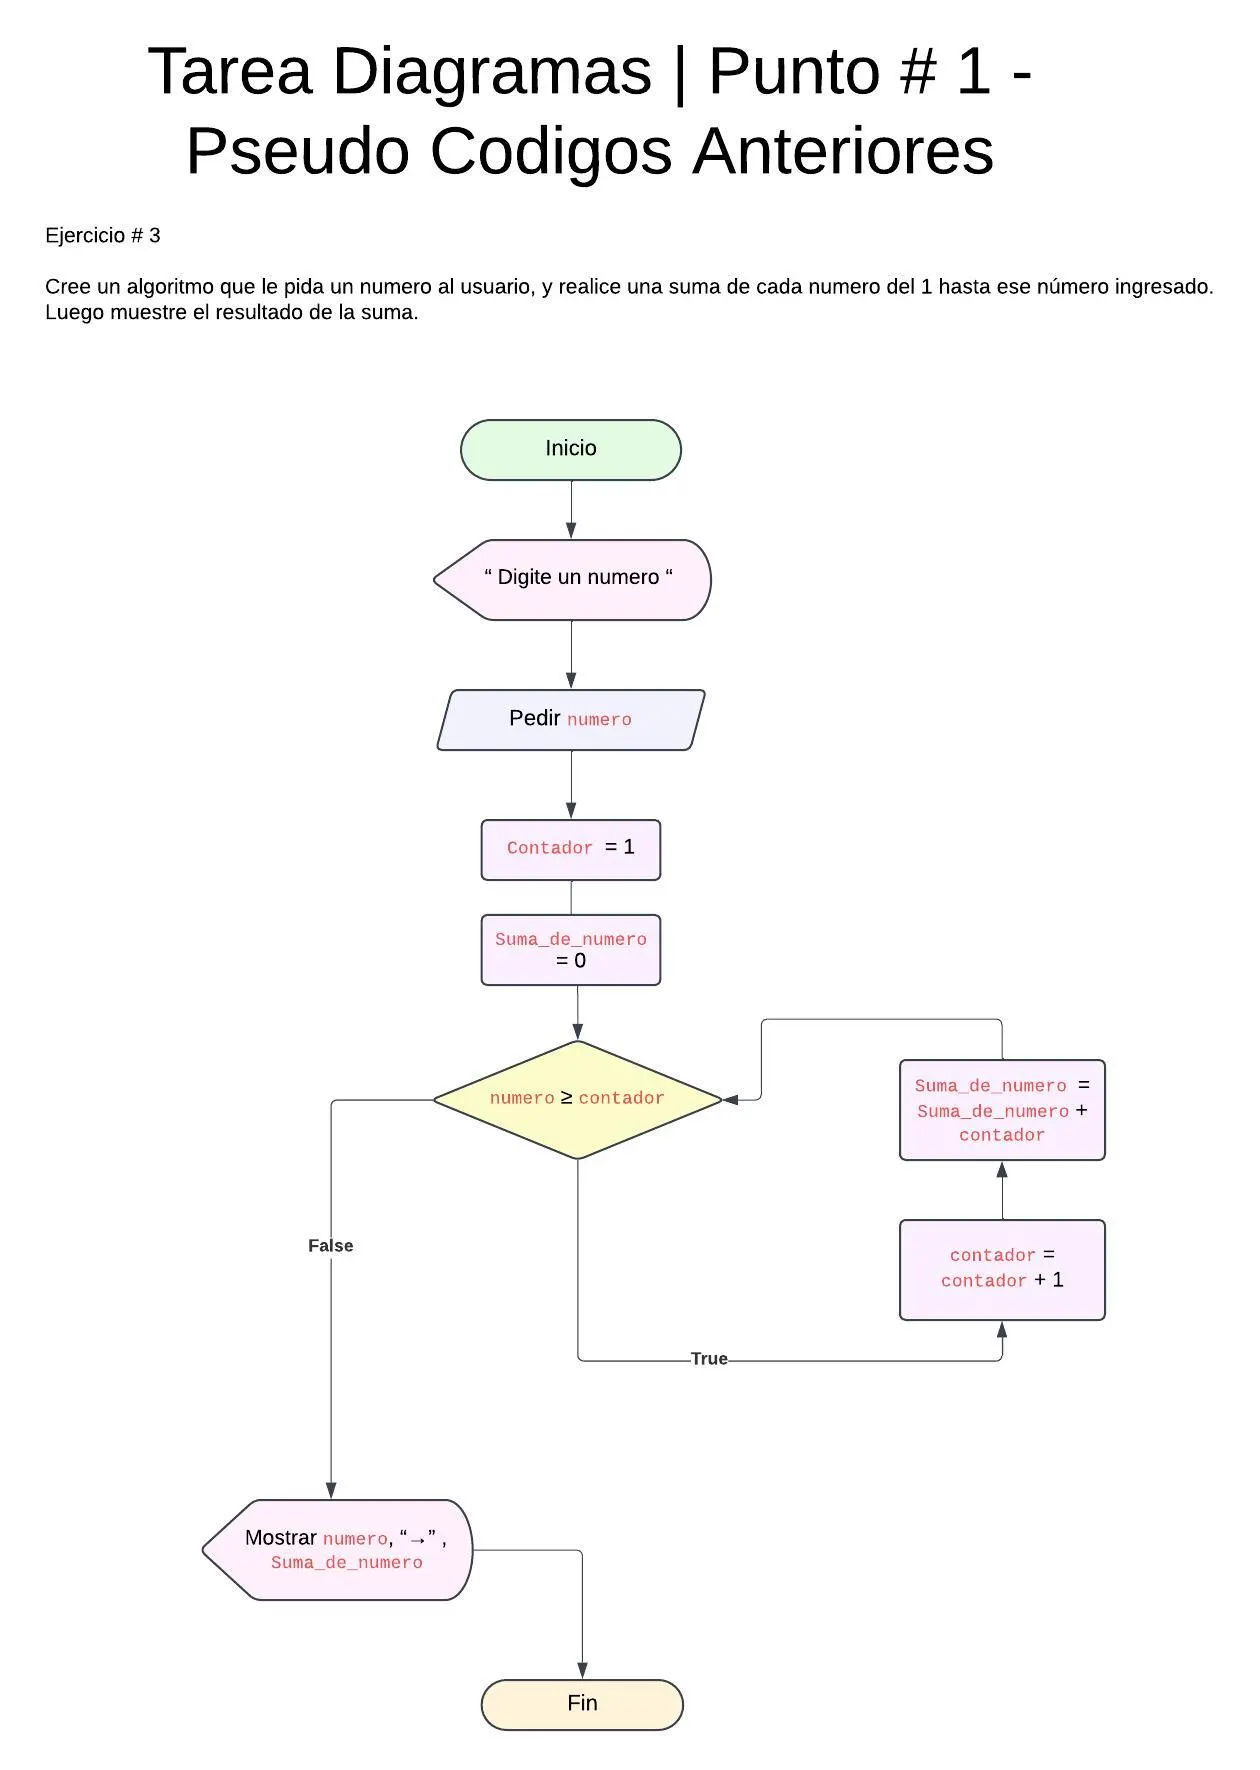 Tarea Diagramas | Punto # 1 -
Pseudo Codigos Anteriores
Ejercicio # 3
Cree un algoritmo que le pida un numero al usuario, y realice una suma de cada numero del 1 hasta ese número ingresado.
Luego muestre el resultado de la suma.
Inicio
“ Digite un numero “
Pedir numero
Contador = 1
Suma_de_numero
= 0
numero ≥ contador
Suma_de_numero =
Suma_de_numero +
contador
contador =
contador + 1
False
True
Mostrar numero, “→” ,
Suma_de_numero
Fin